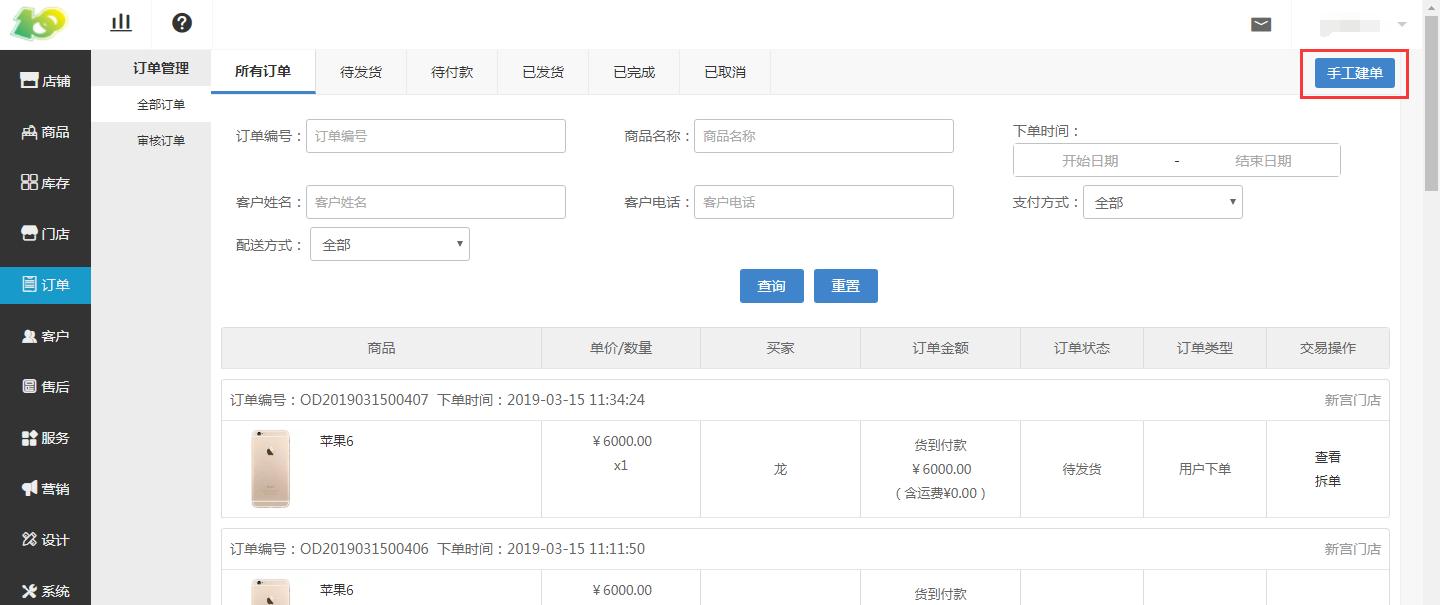 店铺
商品
库存
门店
订单
客户
售后
服务
营销
设计
系统
订单管理
全部订单
审核订单
所有订单 待发货 待付款 已发货 已完成 已取消 手工建单
订单编号： 订单编号 商品名称： 商品名称 下单时间：
开始日期 - 结束日期
客户姓名： 客户姓名 客户电话： 客户电话 支付方式： 全部
配送方式： 全部
查询 重置
商品 单价/数量 买家 订单金额 订单状态 订单类型 交易操作
订单编号：OD2019031500407 下单时间：2019-03-15 11:34:24 新宫门店
苹果6 ￥6000.00 x1 龙 货到付款 ￥6000.00 （含运费¥0.00） 待发货 用户下单 查看 拆单
订单编号：OD2019031500406 下单时间：2019-03-15 11:11:50 新宫门店
苹果6 ￥6000.00 货到付款